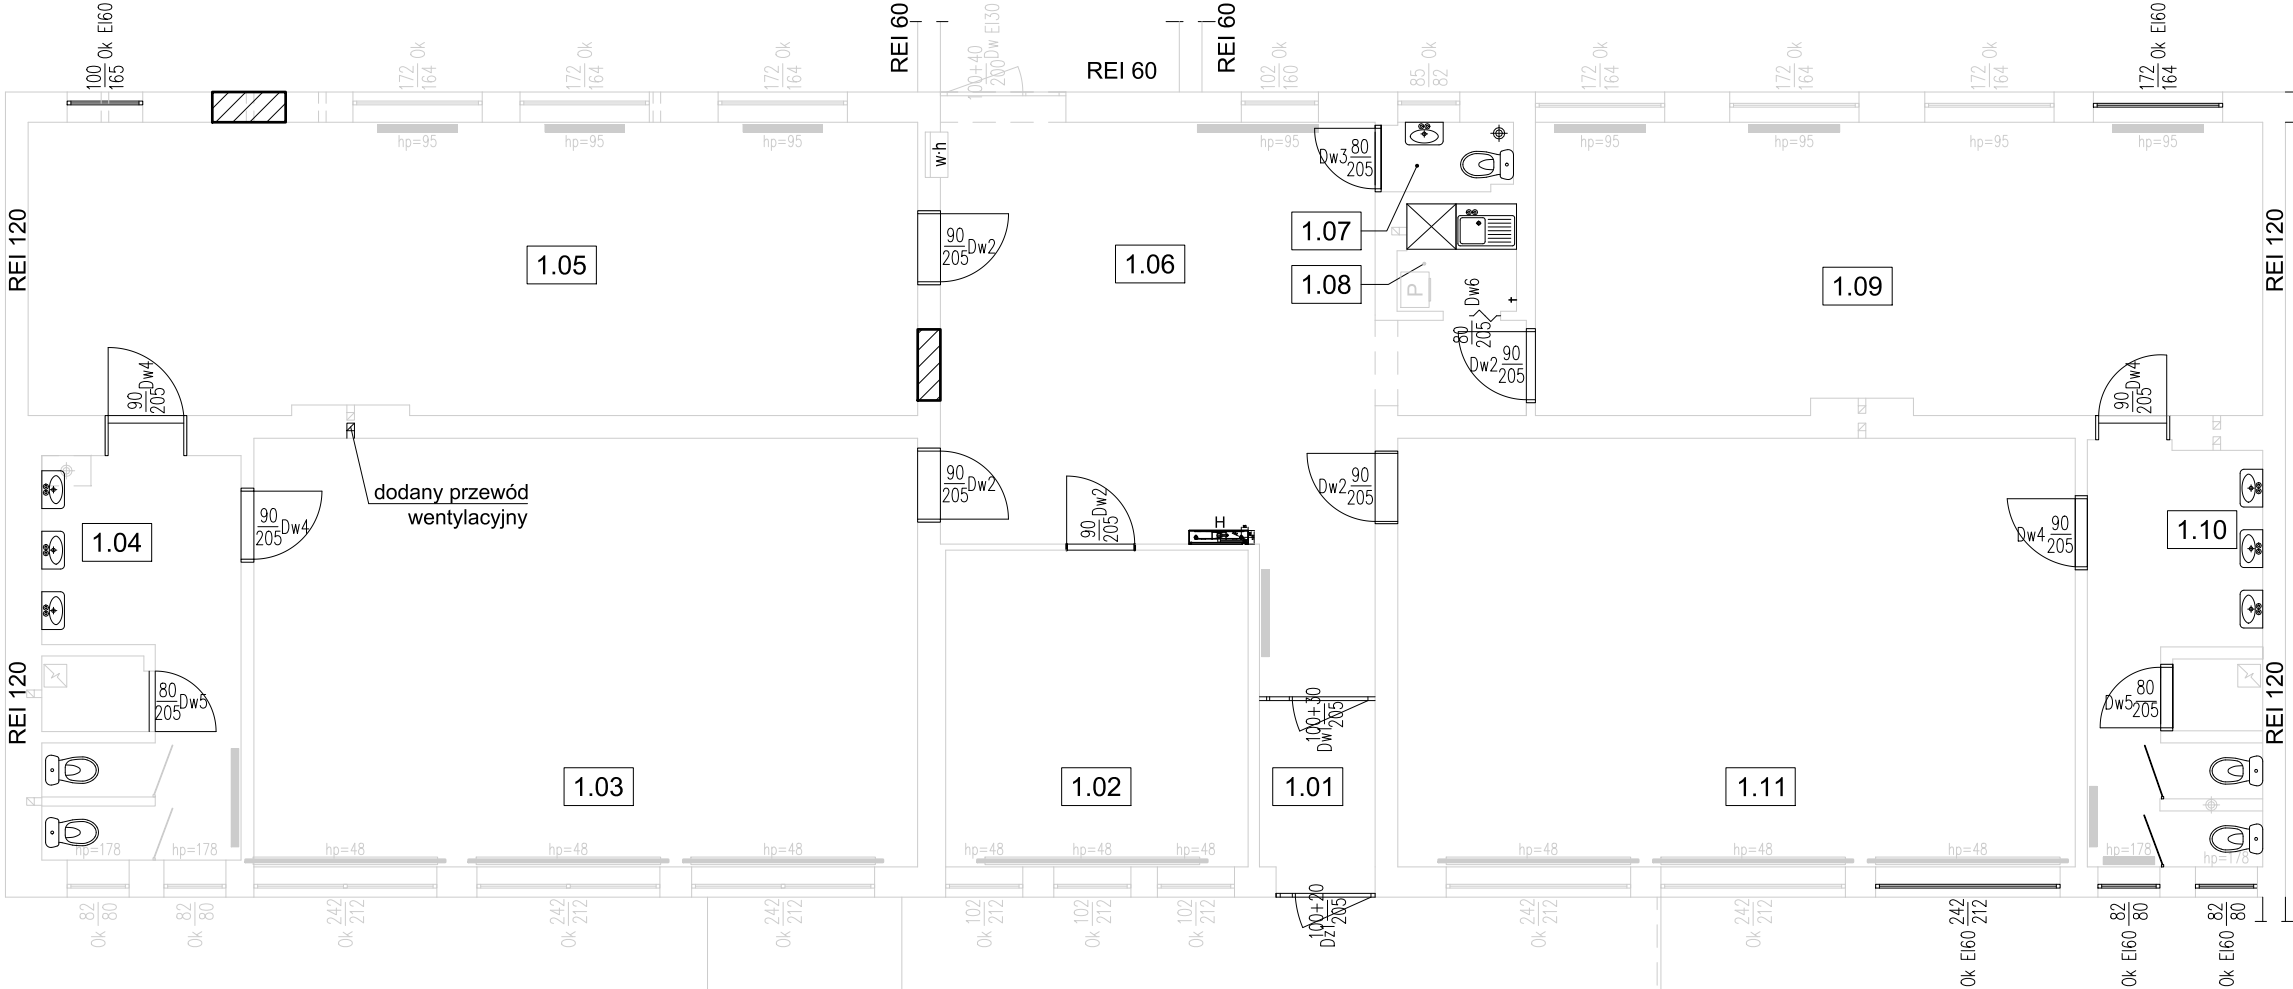 100 Ok EI60
165
172 Ok
164
172 Ok
164
172 Ok
164
REI 60
100+40 Dw EI30
200
REI 60
REI 60
102 Ok
160
85 Ok
82
172 Ok
164
172 Ok
164
172 Ok
164
172 Ok EI60
164
hp=95
hp=95
hp=95
hp=95
hp=95
hp=95
hp=95
hp=95
w-h
Dw3 80
205
REI 120
1.05
90 Dw2
205
1.06
1.07
1.08
P
Dw6
80
205
1.09
REI 120
Dw2 90
205
90 Dw4
205
90 Dw4
205
dodany przewód
wentylacyjny
90 Dw2
205
90 Dw2
205
H
Dw2 90
205
1.04
90 Dw4
205
Dw4 90
205
1.10
REI 120
80 Dw5
205
Dw5 80
205
REI 120
Dw1 100+30
205
1.03
1.02
1.01
1.11
hp=178
hp=178
hp=48
hp=48
hp=48
hp=48
hp=48
hp=48
hp=48
hp=48
hp=48
hp=178
hp=178
Ok 82
80
Ok 82
80
Ok 242
212
Ok 242
212
Ok 242
212
Ok 102
212
Ok 102
212
Ok 102
212
Dz1 100+20
205
Ok 242
212
Ok 242
212
Ok EI60 242
212
Ok EI60 82
80
Ok EI60 82
80